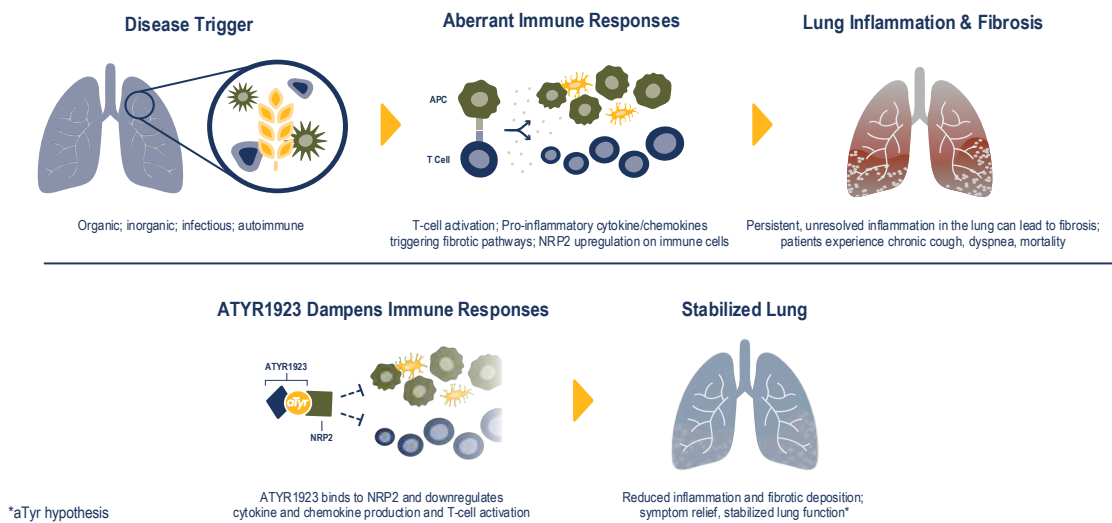 Disease Trigger
Aberrant Immune Responses
Lung Inflammation & Fibrosis
APC
T Cell
Organic; inorganic; infectious; autoimmune
T-cell activation; Pro-inflammatory cytokine/chemokines
triggering fibrotic pathways; NRP2 upregulation on immune cells
Persistent, unresolved inflammation in the lung can lead to fibrosis;
patients experience chronic cough, dyspnea, mortality
ATYR1923 Dampens Immune Responses
Stabilized Lung
ATYR1923
aTyr
NRP2
ATYR1923 binds to NRP2 and downregulates
cytokine and chemokine production and T-cell activation
Reduced inflammation and fibrotic deposition;
symptom relief, stabilized lung function*
*aTyr hypothesis